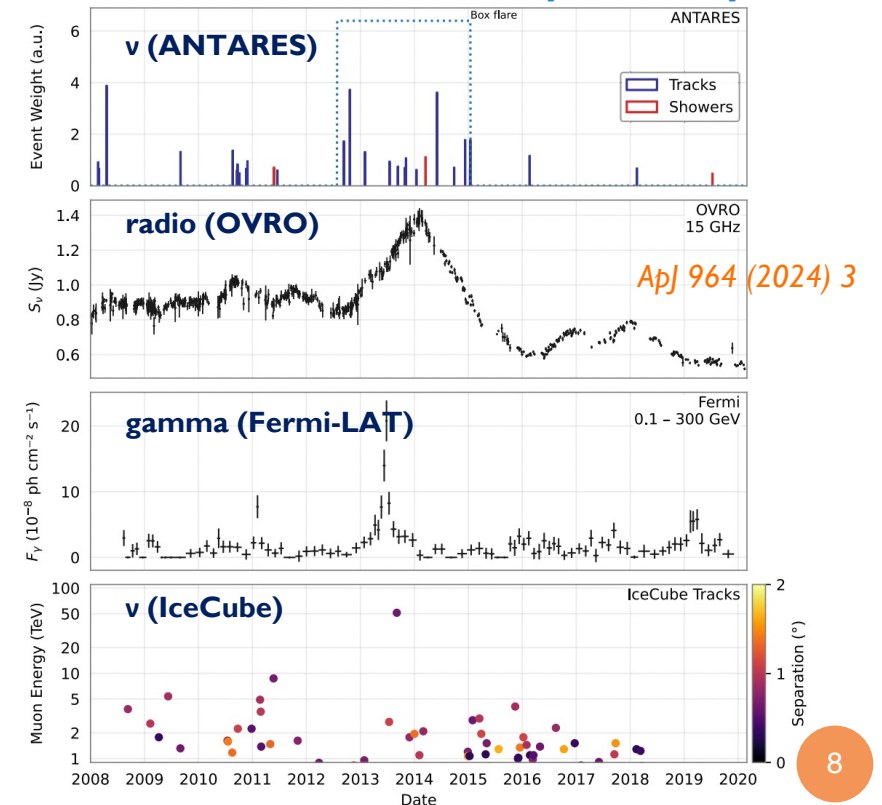 Box flare
ANTARES
ν (ANTARES)
Event Weight (a.u.)
6
4
2
0
Tracks
Showers
radio (OVRO)
OVRO
15 GHz
Sν (Jy)
1.4
1.2
1.0
0.8
0.6
ApJ 964 (2024) 3
gamma (Fermi-LAT)
Fermi
0.1 – 300 GeV
Fγ (10⁻⁸ ph cm⁻² s⁻¹)
20
10
0
ν (IceCube)
IceCube Tracks
Muon Energy (TeV)
100
50
20
10
5
2
1
2
1
0
Separation (°)
2008 2009 2010 2011 2012 2013 2014 2015 2016 2017 2018 2019 2020
Date
8